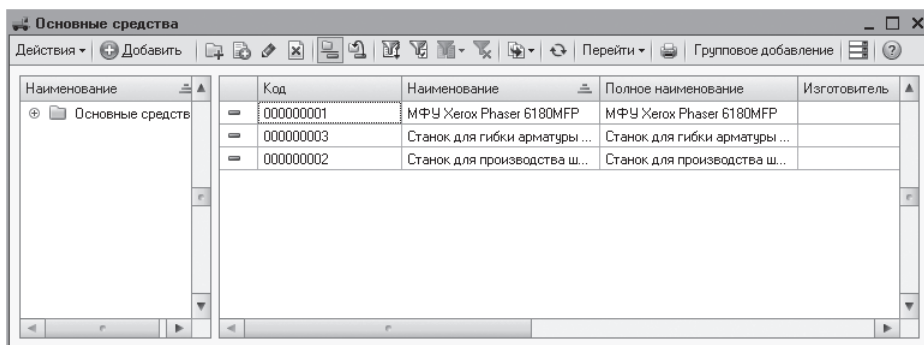 Основные средства
Действия Добавить Перейти Групповое добавление
Наименование Код Наименование Полное наименование Изготовитель
Основные средств 000000001 МФУ Xerox Phaser 6180MFP МФУ Xerox Phaser 6180MFP
000000003 Станок для гибки арматуры ... Станок для гибки арматуры ...
000000002 Станок для производства ш... Станок для производства ш...